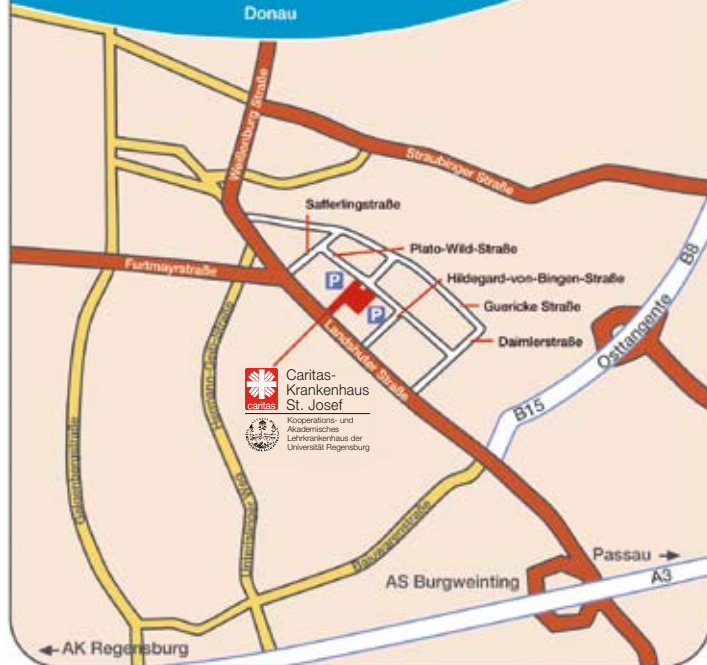 Donau
Weißenburg Straße
Straubinger Straße
Safferlingstraße
Plato-Wild-Straße
B8
Furtmayrstraße
P
Hildegard-von-Bingen-Straße
Guericke Straße
P
Landshuter Straße
Daimlerstraße
Osttangente
Caritas-
Krankenhaus
St. Josef
caritas
Kooperations- und
Akademisches
Lehrkrankenhaus der
Universität Regensburg
B15
Unterislinger Weg
Passau
AS Burgweinting
A3
AK Regensburg